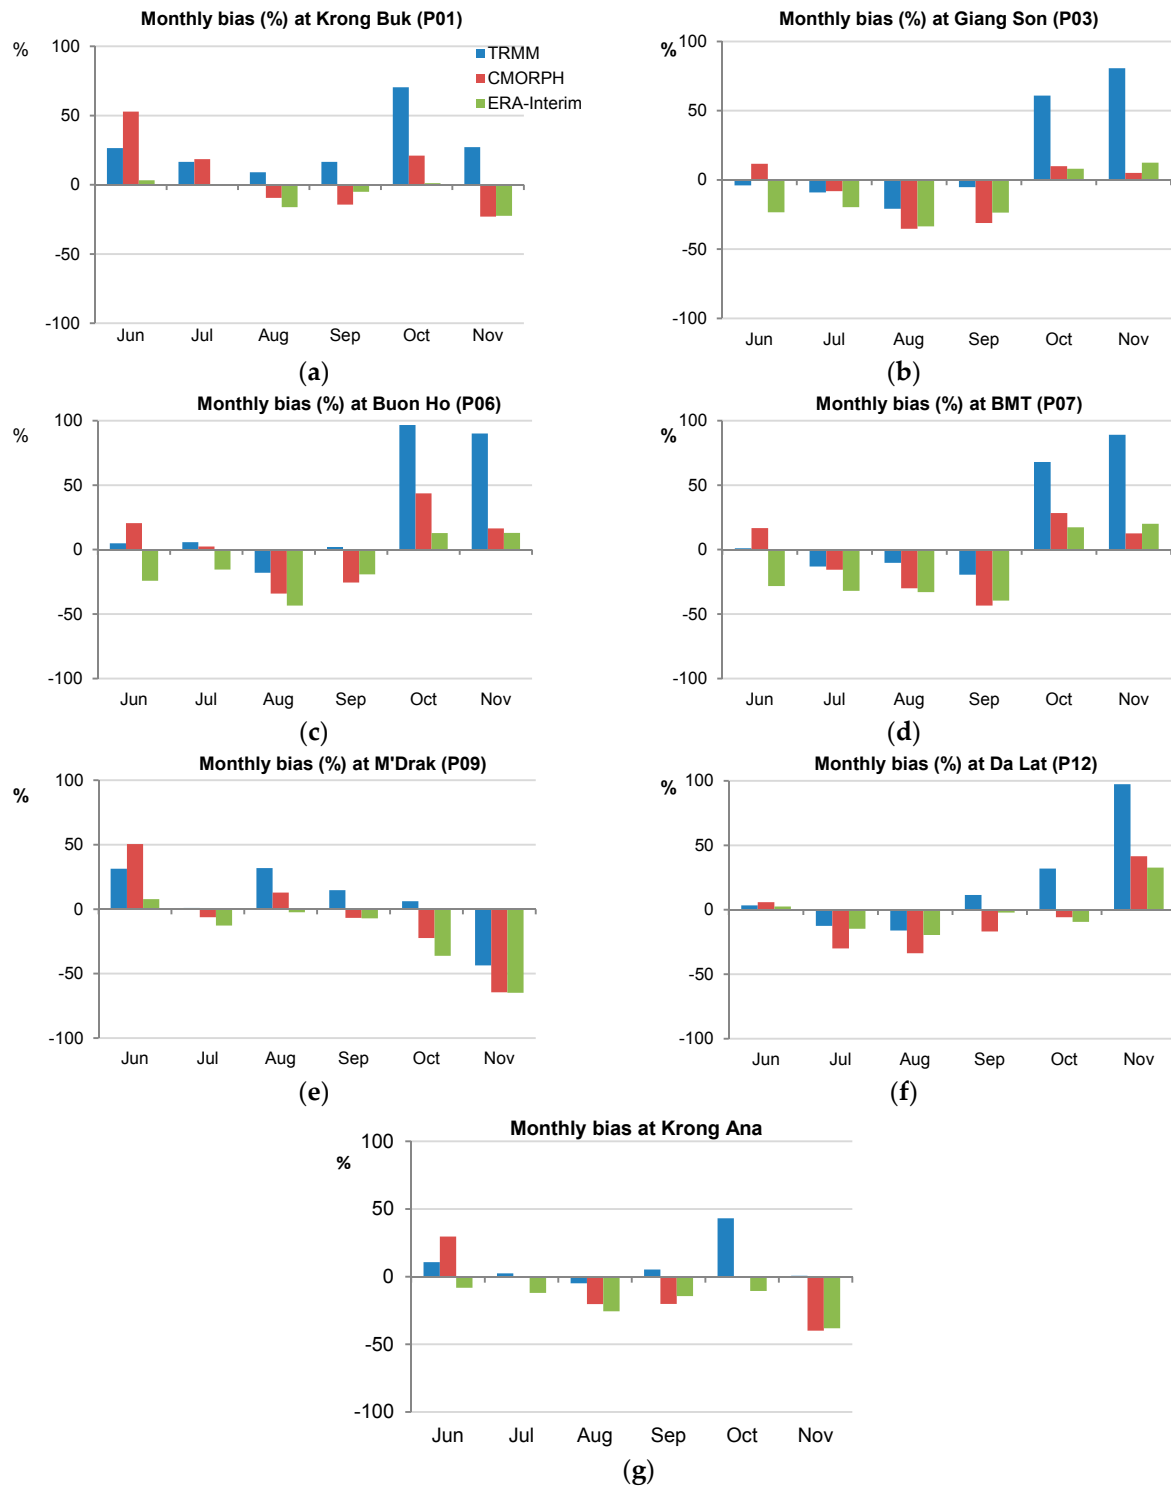 Monthly bias (%) at Krong Buk (P01)
%
100
50
0
-50
-100
TRMM
CMORPH
ERA-Interim
Jun Jul Aug Sep Oct Nov
(a)
Monthly bias (%) at Giang Son (P03)
%
100
50
0
-50
-100
Jun Jul Aug Sep Oct Nov
(b)
Monthly bias (%) at Buon Ho (P06)
%
100
50
0
-50
-100
Jun Jul Aug Sep Oct Nov
(c)
Monthly bias (%) at BMT (P07)
%
100
50
0
-50
-100
Jun Jul Aug Sep Oct Nov
(d)
Monthly bias (%) at M'Drak (P09)
%
100
50
0
-50
-100
Jun Jul Aug Sep Oct Nov
(e)
Monthly bias (%) at Da Lat (P12)
%
100
50
0
-50
-100
Jun Jul Aug Sep Oct Nov
(f)
Monthly bias at Krong Ana
%
100
50
0
-50
-100
Jun Jul Aug Sep Oct Nov
(g)